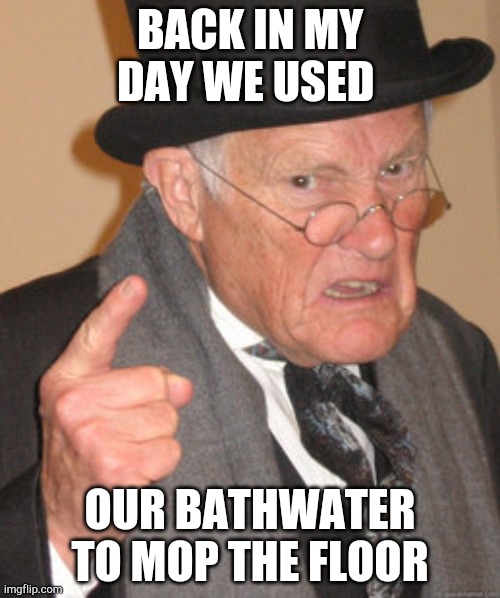 BACK IN MY
DAY WE USED
OUR BATHWATER
TO MOP THE FLOOR
imgflip.com